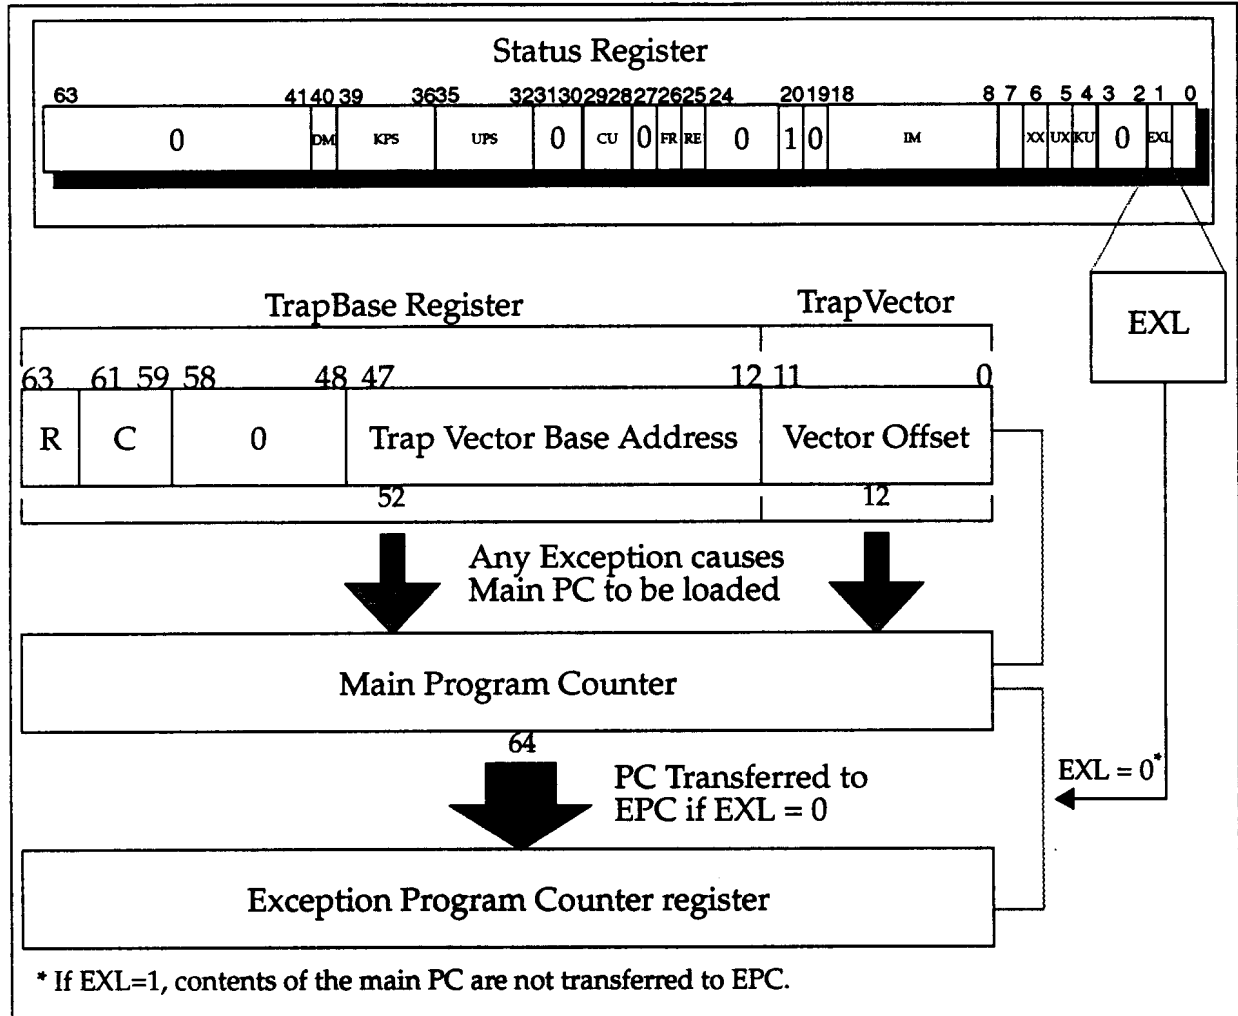 Status Register
63 41 40 39 36 35 32 31 30 29 28 27 26 25 24 20 19 18 8 7 6 5 4 3 2 1 0
0 DM KPS UPS 0 CU 0 FR RE 0 1 0 IM XX UX KU 0 EXL
TrapBase Register TrapVector
EXL
63 61 59 58 48 47 12 11 0
R C 0 Trap Vector Base Address Vector Offset
52 12
Any Exception causes
Main PC to be loaded
Main Program Counter
64
EXL = 0*
PC Transferred to
EPC if EXL = 0
Exception Program Counter register
* If EXL=1, contents of the main PC are not transferred to EPC.